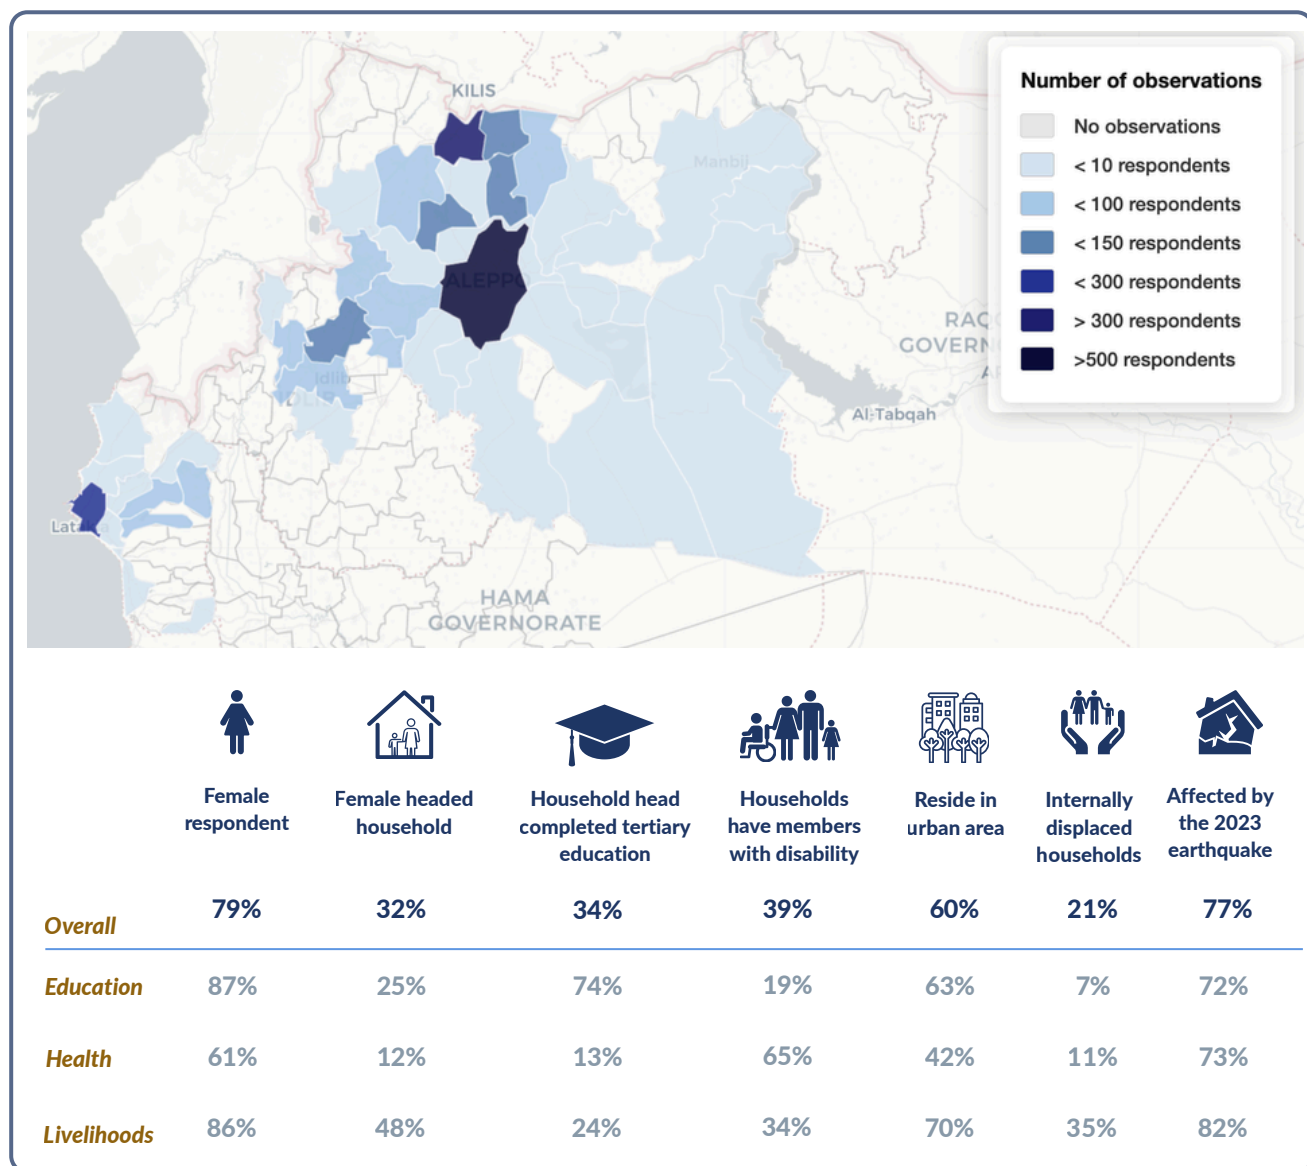 KILIS
Manbij
ALEPPO
Idlib
IDLIB
RAQ
GOVERN
Al-Tabqah
Latakia
HAMA
GOVERNORATE
Number of observations
No observations
< 10 respondents
< 100 respondents
< 150 respondents
< 300 respondents
> 300 respondents
>500 respondents
Female
respondent
Female headed
household
Household head
completed tertiary
education
Households
have members
with disability
Reside in
urban area
Internally
displaced
households
Affected by
the 2023
earthquake
Overall 79% 32% 34% 39% 60% 21% 77%
Education 87% 25% 74% 19% 63% 7% 72%
Health 61% 12% 13% 65% 42% 11% 73%
Livelihoods 86% 48% 24% 34% 70% 35% 82%